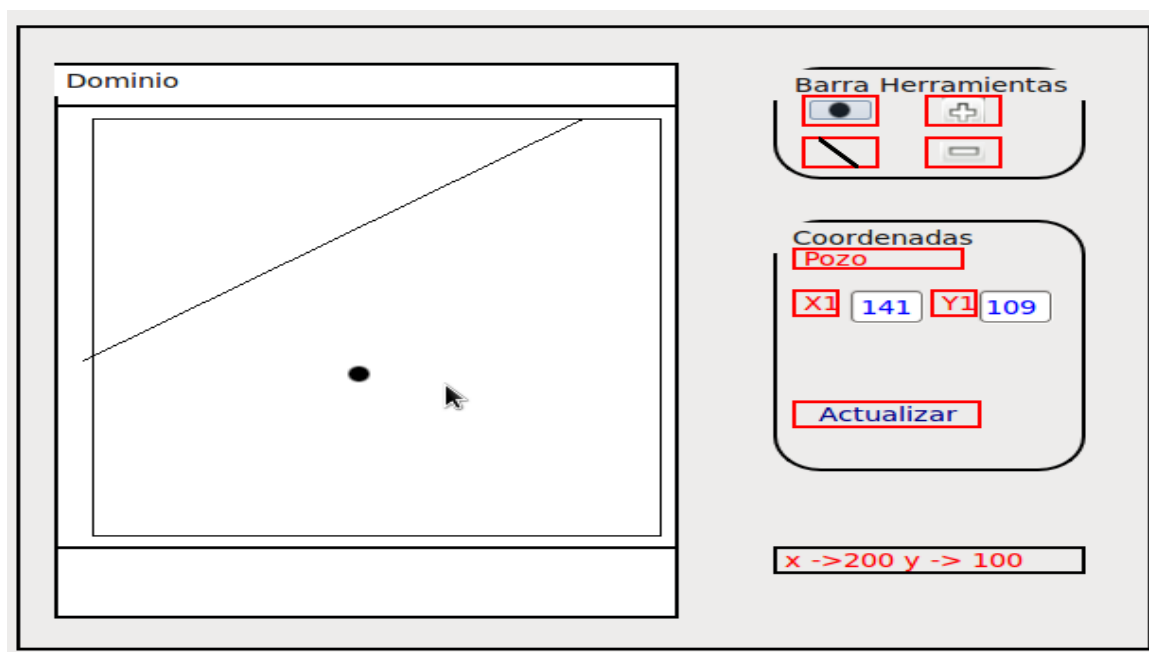 Dominio
Barra Herramientas
Coordenadas
Pozo
X1 141 Y1 109
Actualizar
x ->200 y -> 100